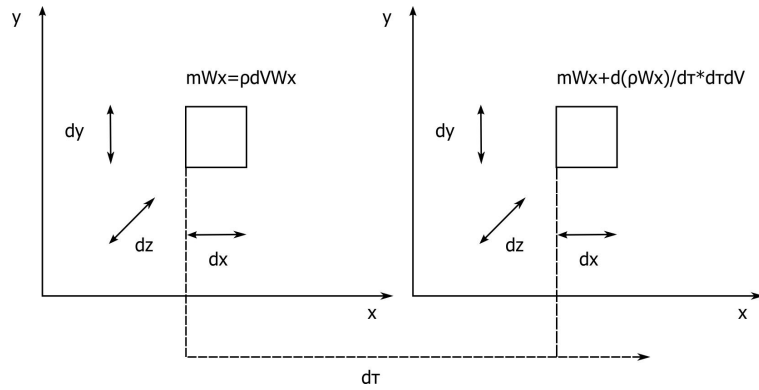 y
mWx=ρdVWx
dy
dz
dx
x
y
mWx+d(ρWx)/dτ*dτdV
dy
dz
dx
x
dτ